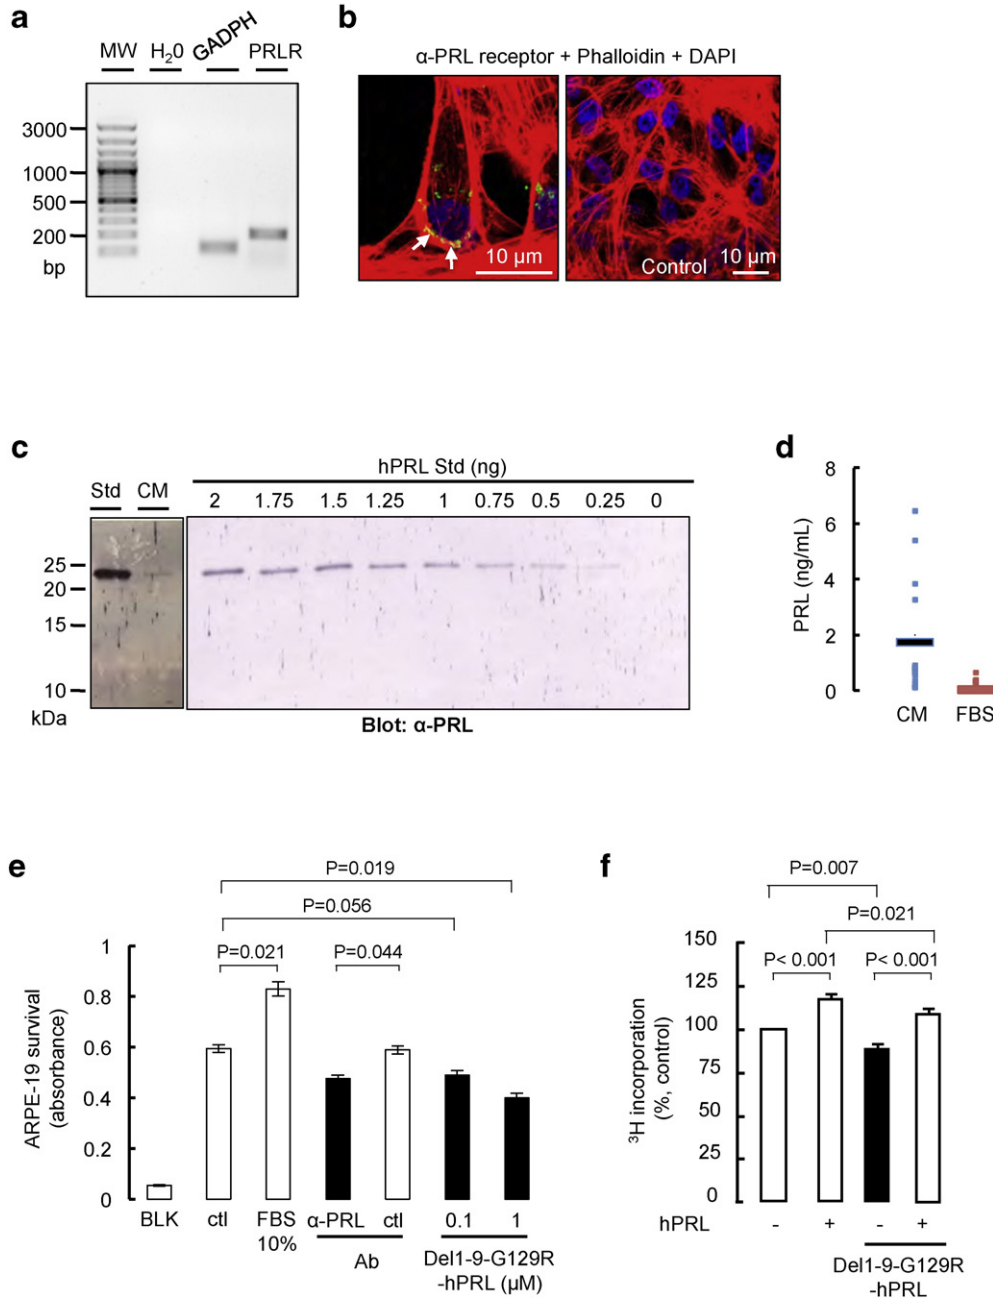 a
MW H₂0 GADPH PRLR
3000
1000
500
200
bp
b
α-PRL receptor + Phalloidin + DAPI
10 μm
Control 10 μm
c
hPRL Std (ng)
Std CM 2 1.75 1.5 1.25 1 0.75 0.5 0.25 0
25
20
15
10
kDa
Blot: α-PRL
d
PRL (ng/mL)
8
6
4
2
0
CM FBS
e
P=0.019
P=0.056
P=0.021 P=0.044
ARPE-19 survival
(absorbance)
1
0.8
0.6
0.4
0.2
0
BLK ctl FBS α-PRL ctl 0.1 1
10%
Ab
Del1-9-G129R
-hPRL (μM)
f
P=0.007
P=0.021
P< 0.001 P< 0.001
³H incorporation
(%, control)
150
125
100
75
50
25
0
hPRL - + - +
Del1-9-G129R
-hPRL